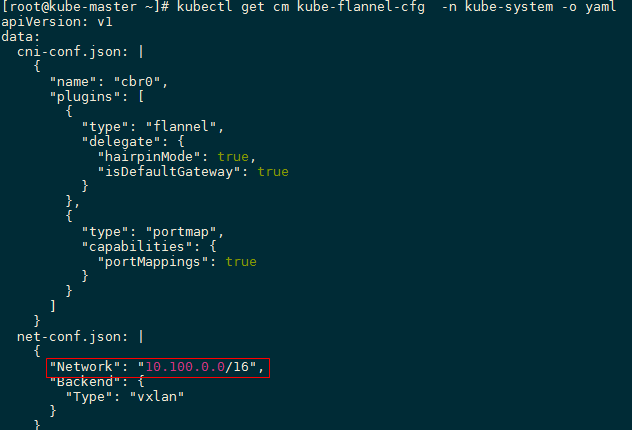 [root@kube-master ~]# kubectl get cm kube-flannel-cfg  -n kube-system -o yaml
apiVersion: v1
data:
  cni-conf.json: |
    {
      "name": "cbr0",
      "plugins": [
        {
          "type": "flannel",
          "delegate": {
            "hairpinMode": true,
            "isDefaultGateway": true
          }
        },
        {
          "type": "portmap",
          "capabilities": {
            "portMappings": true
          }
        }
      ]
    }
  net-conf.json: |
    {
      "Network": "10.100.0.0/16",
      "Backend": {
        "Type": "vxlan"
      }
    }